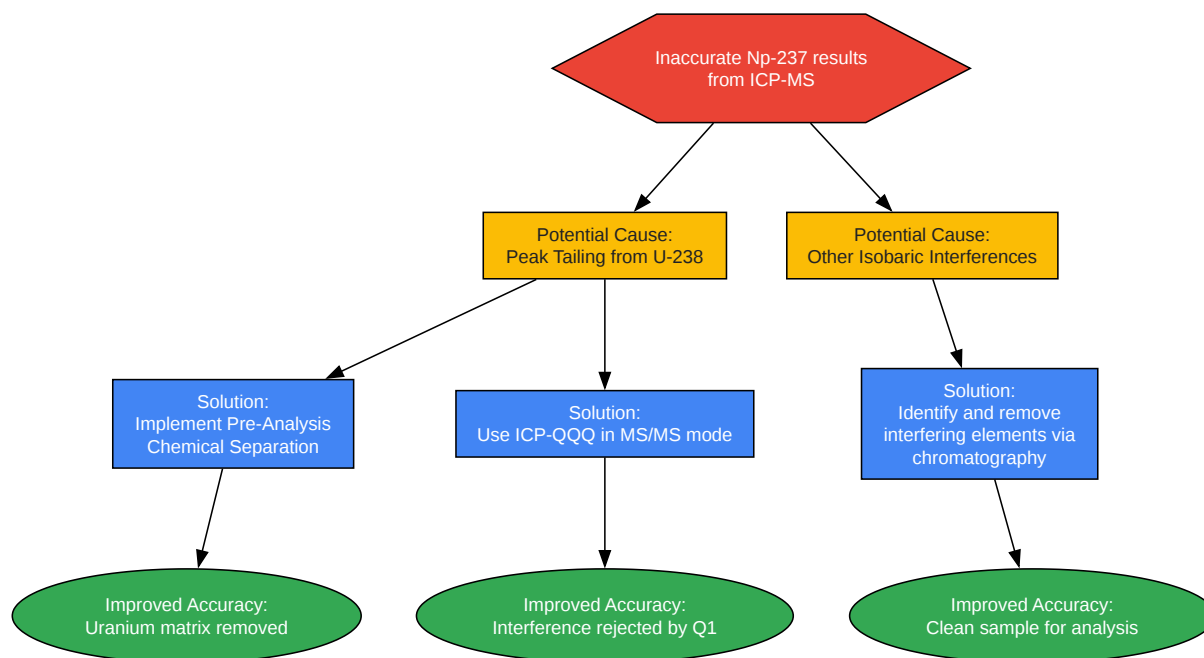 Inaccurate Np-237 results
from ICP-MS
Potential Cause:
Peak Tailing from U-238
Potential Cause:
Other Isobaric Interferences
Solution:
Implement Pre-Analysis
Chemical Separation
Solution:
Use ICP-QQQ in MS/MS mode
Solution:
Identify and remove
interfering elements via
chromatography
Improved Accuracy:
Uranium matrix removed
Improved Accuracy:
Interference rejected by Q1
Improved Accuracy:
Clean sample for analysis